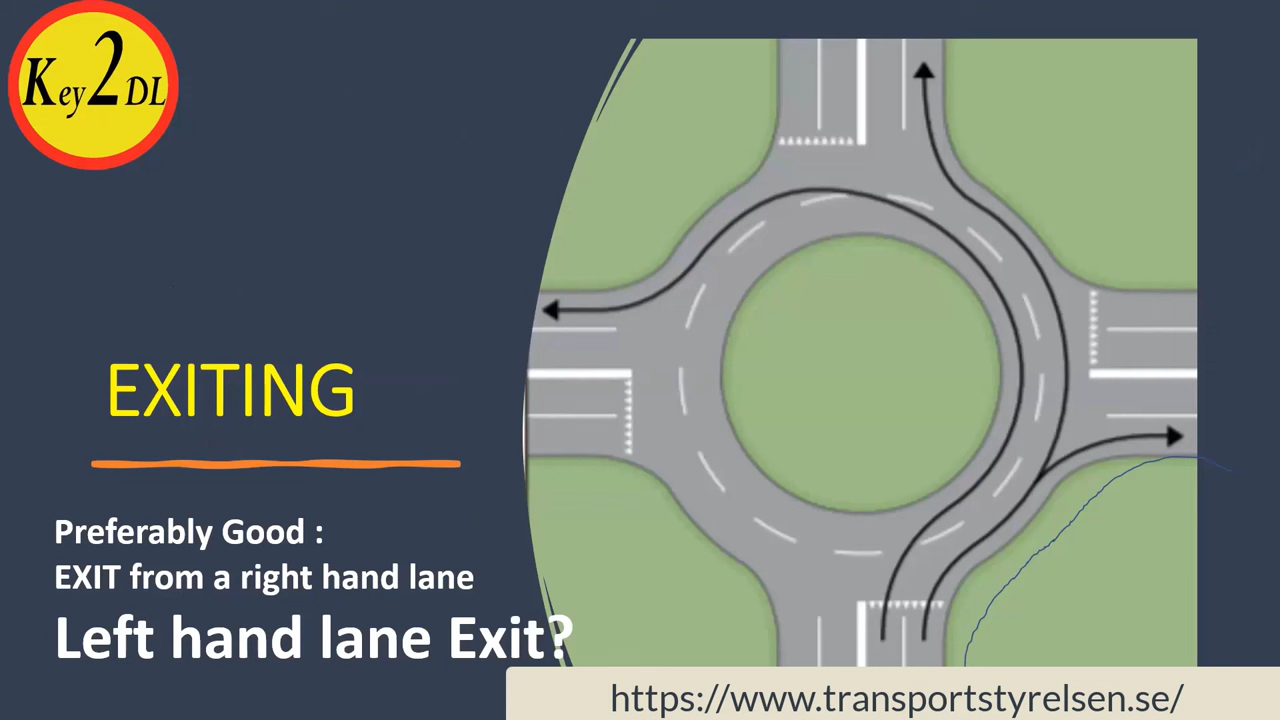 Key2DL
EXITING
Preferably Good :
EXIT from a right hand lane
Left hand lane Exit?
https://www.transportstyrelsen.se/